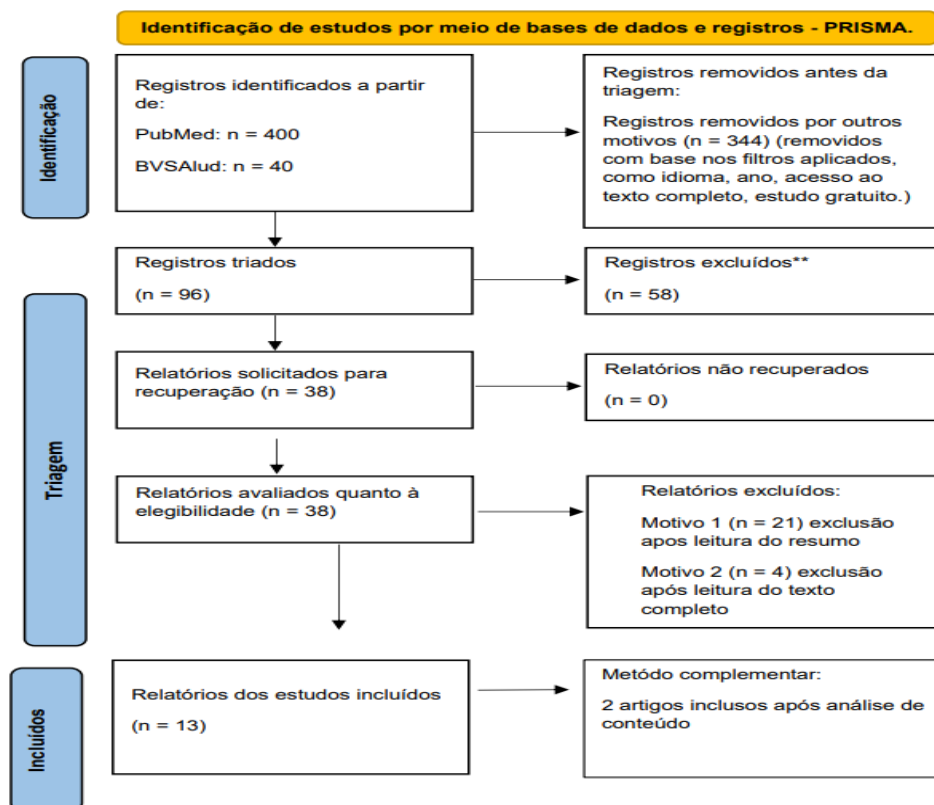 Identificação de estudos por meio de bases de dados e registros - PRISMA.
Identificação
Registros identificados a partir
de:
PubMed: n = 400
BVSAlud: n = 40
Registros removidos antes da
triagem:
Registros removidos por outros
motivos (n = 344) (removidos
com base nos filtros aplicados,
como idioma, ano, acesso ao
texto completo, estudo gratuito.)
Triagem
Registros triados
(n = 96)
Registros excluídos**
(n = 58)
Relatórios solicitados para
recuperação (n = 38)
Relatórios não recuperados
(n = 0)
Relatórios avaliados quanto à
elegibilidade (n = 38)
Relatórios excluídos:
Motivo 1 (n = 21) exclusão
apos leitura do resumo
Motivo 2 (n = 4) exclusão
após leitura do texto
completo
Incluídos
Relatórios dos estudos incluídos
(n = 13)
Metódo complementar:
2 artigos inclusos após análise de
conteúdo